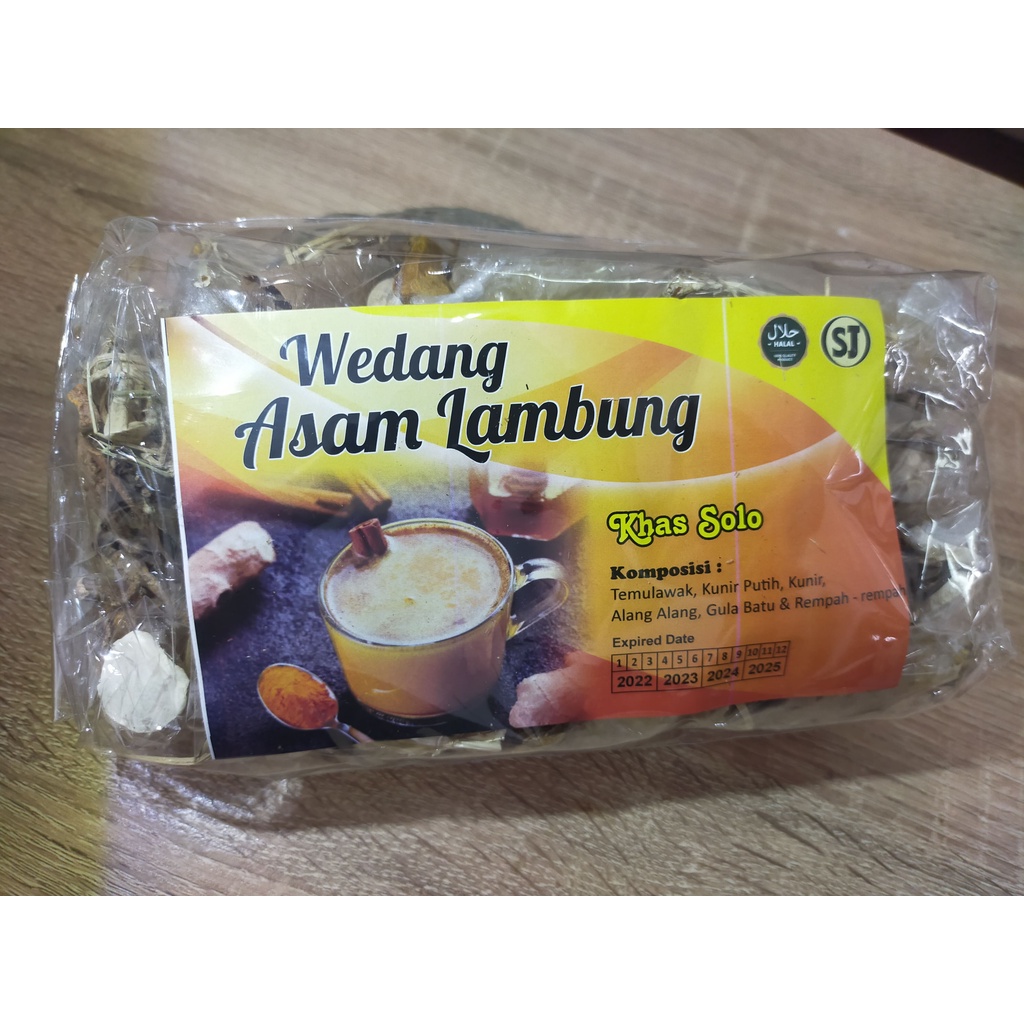 Wedang
Asam Lambung
حلال
- HALAL -
SJ
Khas Solo
Komposisi :
Temulawak, Kunir Putih, Kunir,
Alang Alang, Gula Batu & Rempah - rempah
Expired Date
1 2 3 4 5 6 7 8 9 10 11 12
2022 2023 2024 2025